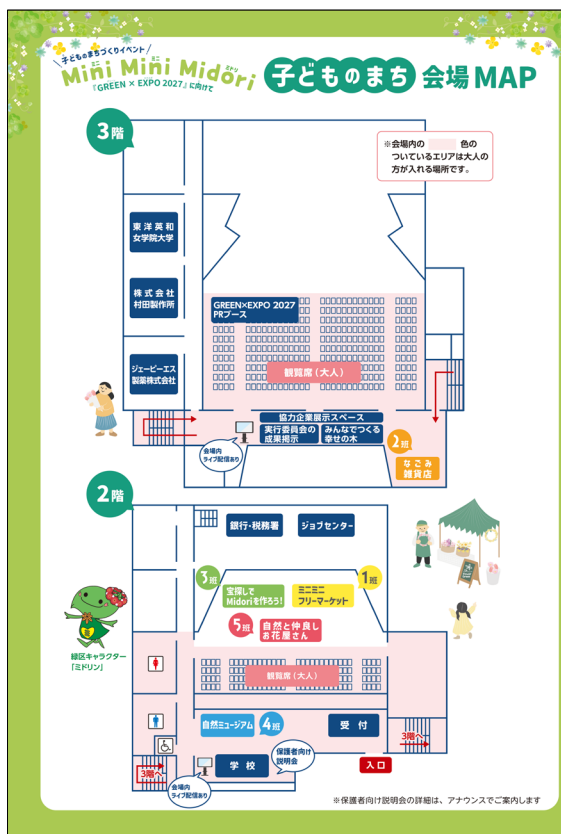 子どものまちづくりイベント
ミニ ミニ ミドリ
Mini Mini Midori
『GREEN × EXPO 2027』に向けて
子どものまち 会場 MAP
3階
※会場内の 色の
ついているエリアは大人の
方が入れる場所です。
東洋英和
女学院大学
株式会社
村田製作所
ジェーピーエス
製薬株式会社
GREEN×EXPO 2027
PRブース
観覧席（大人）
協力企業展示スペース
実行委員会の
成果掲示
みんなでつくる
幸せの木
会場内
ライブ配信あり
2班
なごみ
雑貨店
2階
銀行・税務署
ジョブセンター
3班
宝探しで
Midoriを作ろう！
1班
ミニミニ
フリーマーケット
5班
自然と仲良し
お花屋さん
緑区キャラクター
「ミドリン」
観覧席（大人）
自然ミュージアム
4班
受付
3階へ
学校
保護者向け
説明会
入口
3階へ
会場内
ライブ配信あり
※保護者向け説明会の詳細は、アナウンスでご案内します